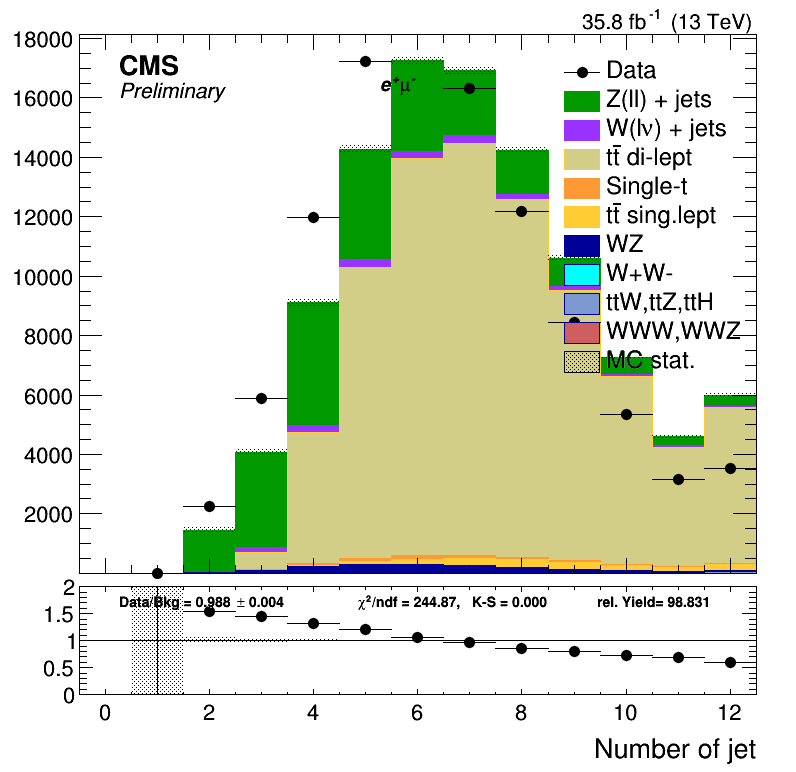 35.8 fb⁻¹ (13 TeV)
18000
16000
14000
12000
10000
8000
6000
4000
2000
CMS
Preliminary
e⁺μ⁻
Data
Z(ll) + jets
W(lν) + jets
tt̄ di-lept
Single-t
tt̄ sing.lept
WZ
W+W-
ttW,ttZ,ttH
WWW,WWZ
MC stat.
2
1.5
1
0.5
0
Data/Bkg = 0.988 ± 0.004 χ²/ndf = 244.87, K-S = 0.000 rel. Yield= 98.831
0 2 4 6 8 10 12
Number of jet